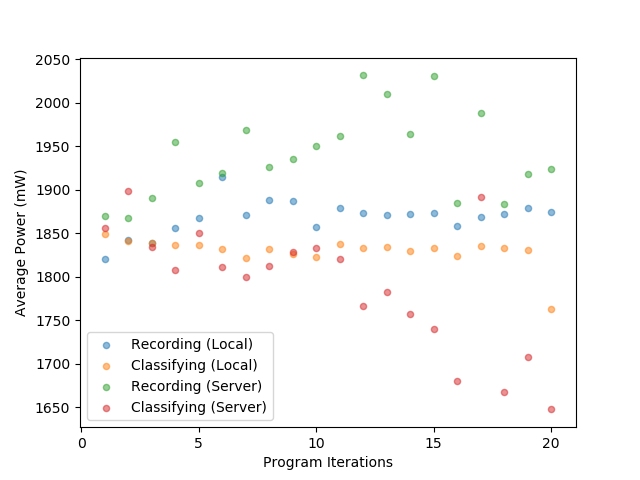 2050
2000
1950
1900
1850
1800
1750
1700
1650
Average Power (mW)
Recording (Local)
Classifying (Local)
Recording (Server)
Classifying (Server)
0 5 10 15 20
Program Iterations